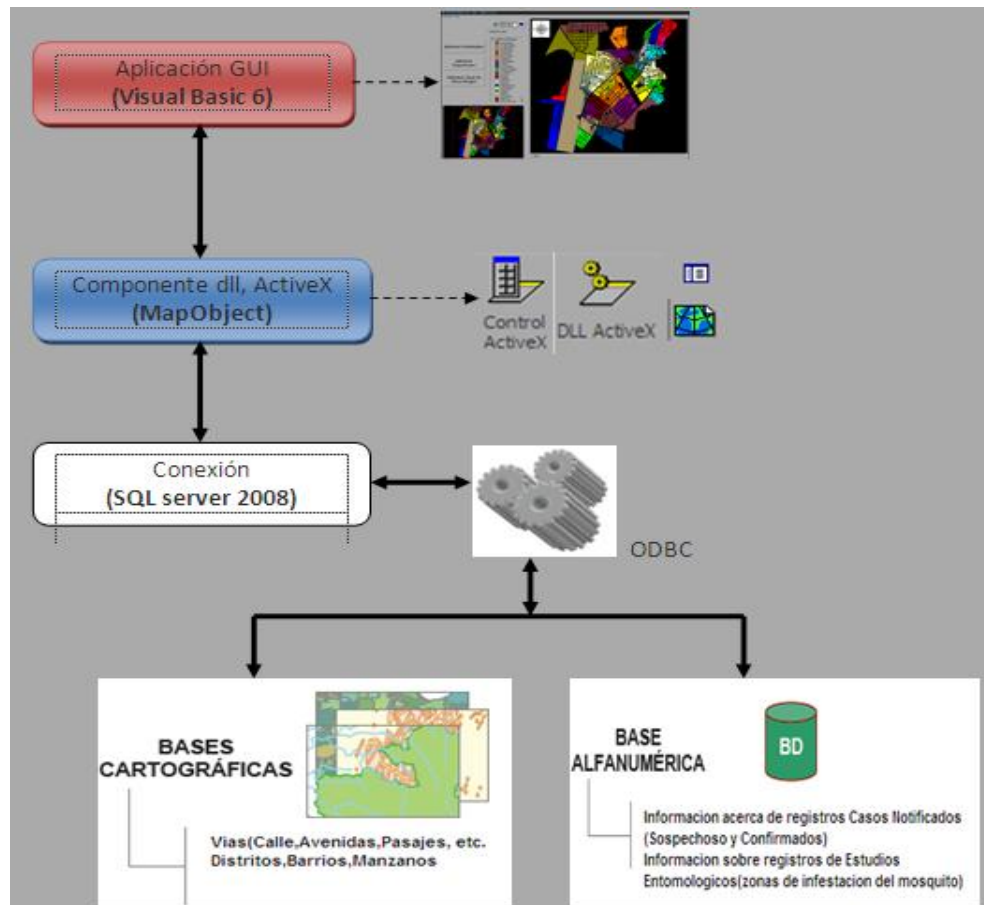 Aplicación GUI
(Visual Basic 6)
Componente dll, ActiveX
(MapObject)
Control
ActiveX
DLL ActiveX
Conexión
(SQL server 2008)
ODBC
BASES
CARTOGRÁFICAS
Vias(Calle,Avenidas,Pasajes, etc.
Distritos,Barrios,Manzanos
BASE
ALFANUMÉRICA
BD
Informacion acerca de registros Casos Notificados
(Sospechoso y Confirmados)
Informacion sobre registros de Estudios
Entomologicos(zonas de infestacion del mosquito)